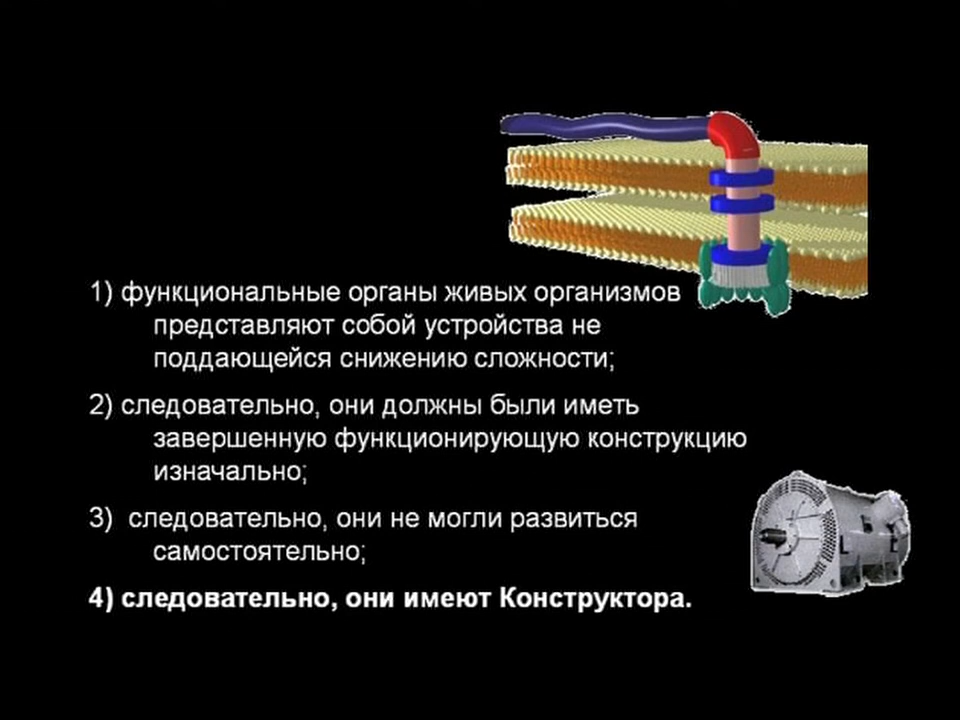 1) функциональные органы живых организмов
представляют собой устройства не
поддающейся снижению сложности;
2) следовательно, они должны были иметь
завершенную функционирующую конструкцию
изначально;
3) следовательно, они не могли развиться
самостоятельно;
4) следовательно, они имеют Конструктора.